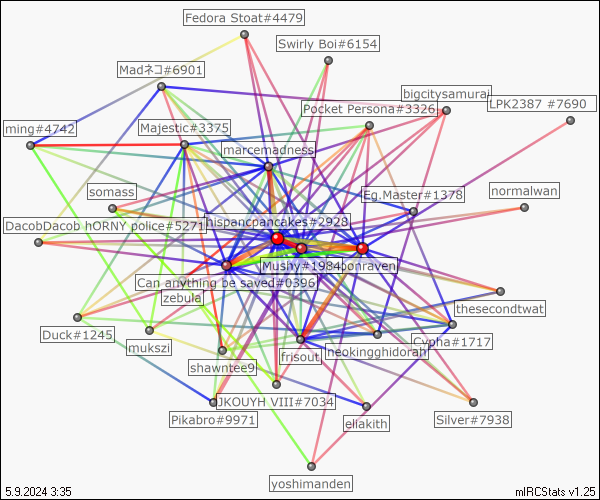 Fedora Stoat#4479
Swirly Boi#6154
Madネコ#6901
bigcitysamurai
LPK2387 #7690
Pocket Persona#3326
ming#4742
Majestic#3375
marcemadness
somass
Eg.Master#1378
normalwan
DacobDacob hORNY police#5271
hispancpancakes#2928
Mushy#1984
onraven
Can anything be saved#0396
zebula
thesecondtwat
Duck#1245
mukszi
Cypha#1717
neokingghidorah
frisout
shawntee9
JKOUYH VIII#7034
Pikabro#9971
eliakith
Silver#7938
yoshimanden
5.9.2024 3:35
mIRCStats v1.25